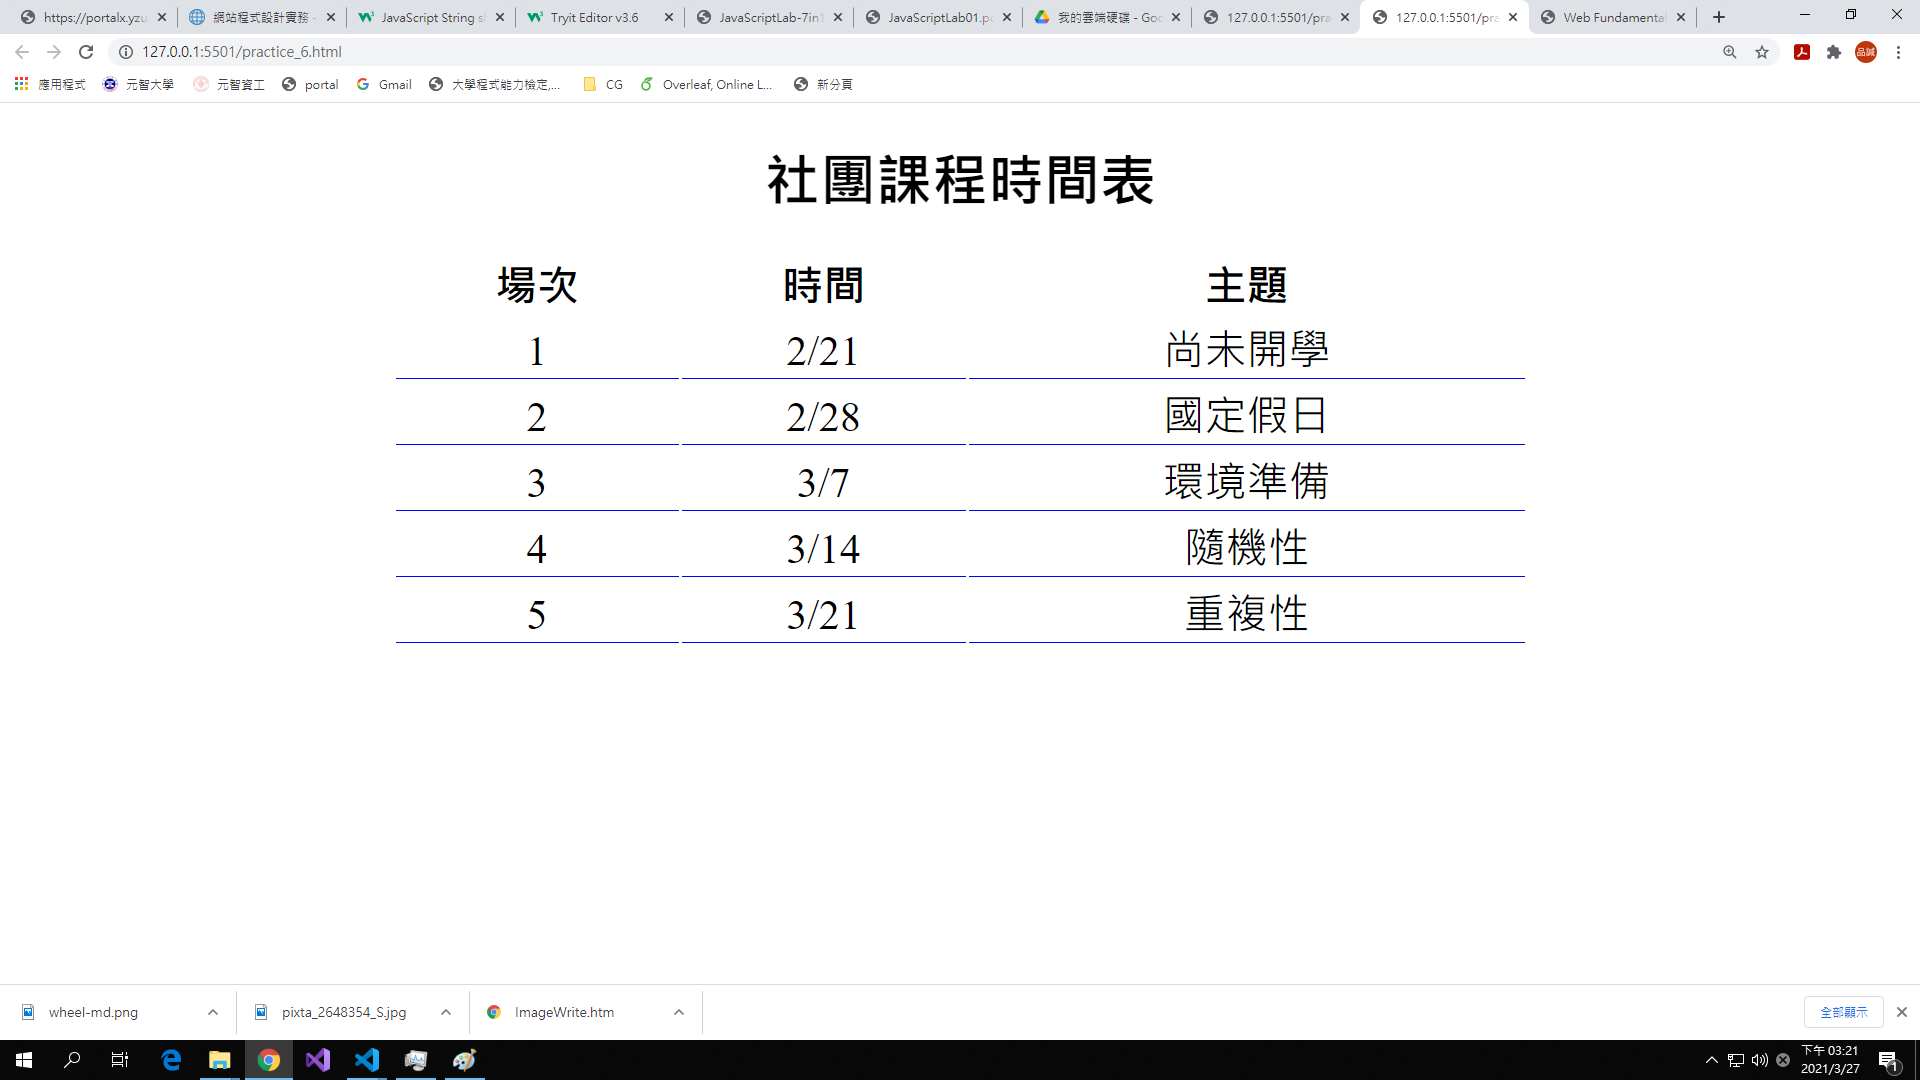 https://portalx.yzu
網站程式設計實務 -
JavaScript String sl
Tryit Editor v3.6
JavaScriptLab-7in1
JavaScriptLab01.pd
我的雲端硬碟 - Goo
127.0.0.1:5501/pra
127.0.0.1:5501/pra
Web Fundamental
127.0.0.1:5501/practice_6.html
品誠
應用程式
元智大學
元智資工
portal
Gmail
大學程式能力檢定,...
CG
Overleaf, Online L...
新分頁
社團課程時間表
場次 時間 主題
1 2/21 尚未開學
2 2/28 國定假日
3 3/7 環境準備
4 3/14 隨機性
5 3/21 重複性
wheel-md.png
pixta_2648354_S.jpg
ImageWrite.htm
全部顯示
下午 03:21
2021/3/27
1